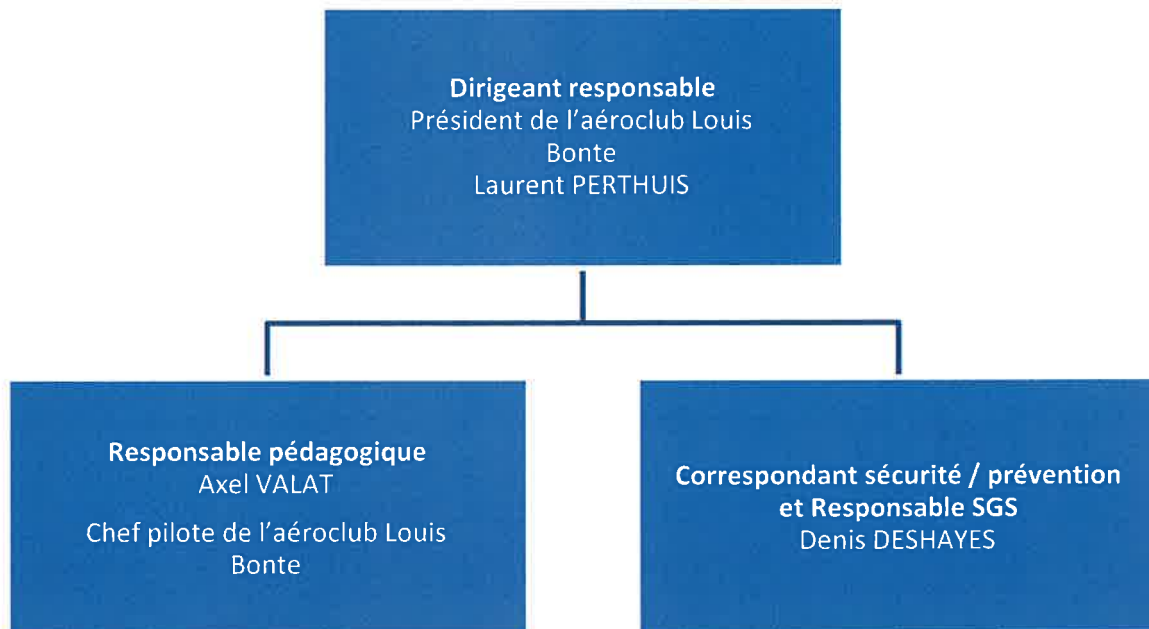 Dirigeant responsable
Président de l'aéroclub Louis
Bonte
Laurent PERTHUIS
Responsable pédagogique
Axel VALAT
Chef pilote de l'aéroclub Louis
Bonte
Correspondant sécurité / prévention
et Responsable SGS
Denis DESHAYES